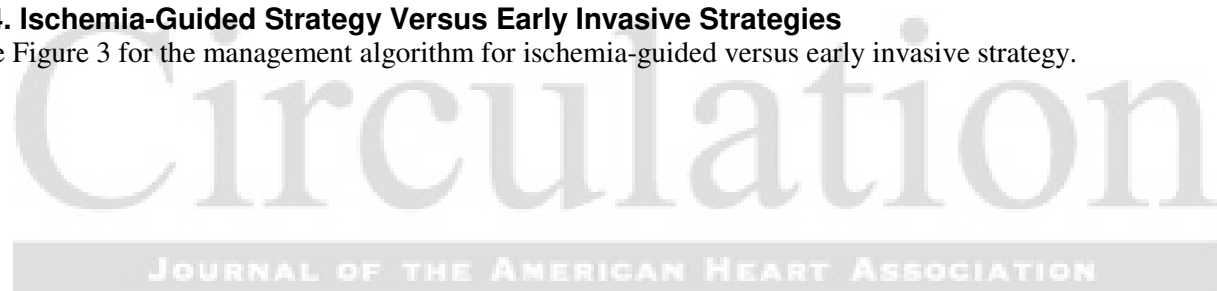 4. Ischemia-Guided Strategy Versus Early Invasive Strategies
Figure 3 for the management algorithm for ischemia-guided versus early invasive strategy.
Circulation
JOURNAL OF THE AMERICAN HEART ASSOCIATION